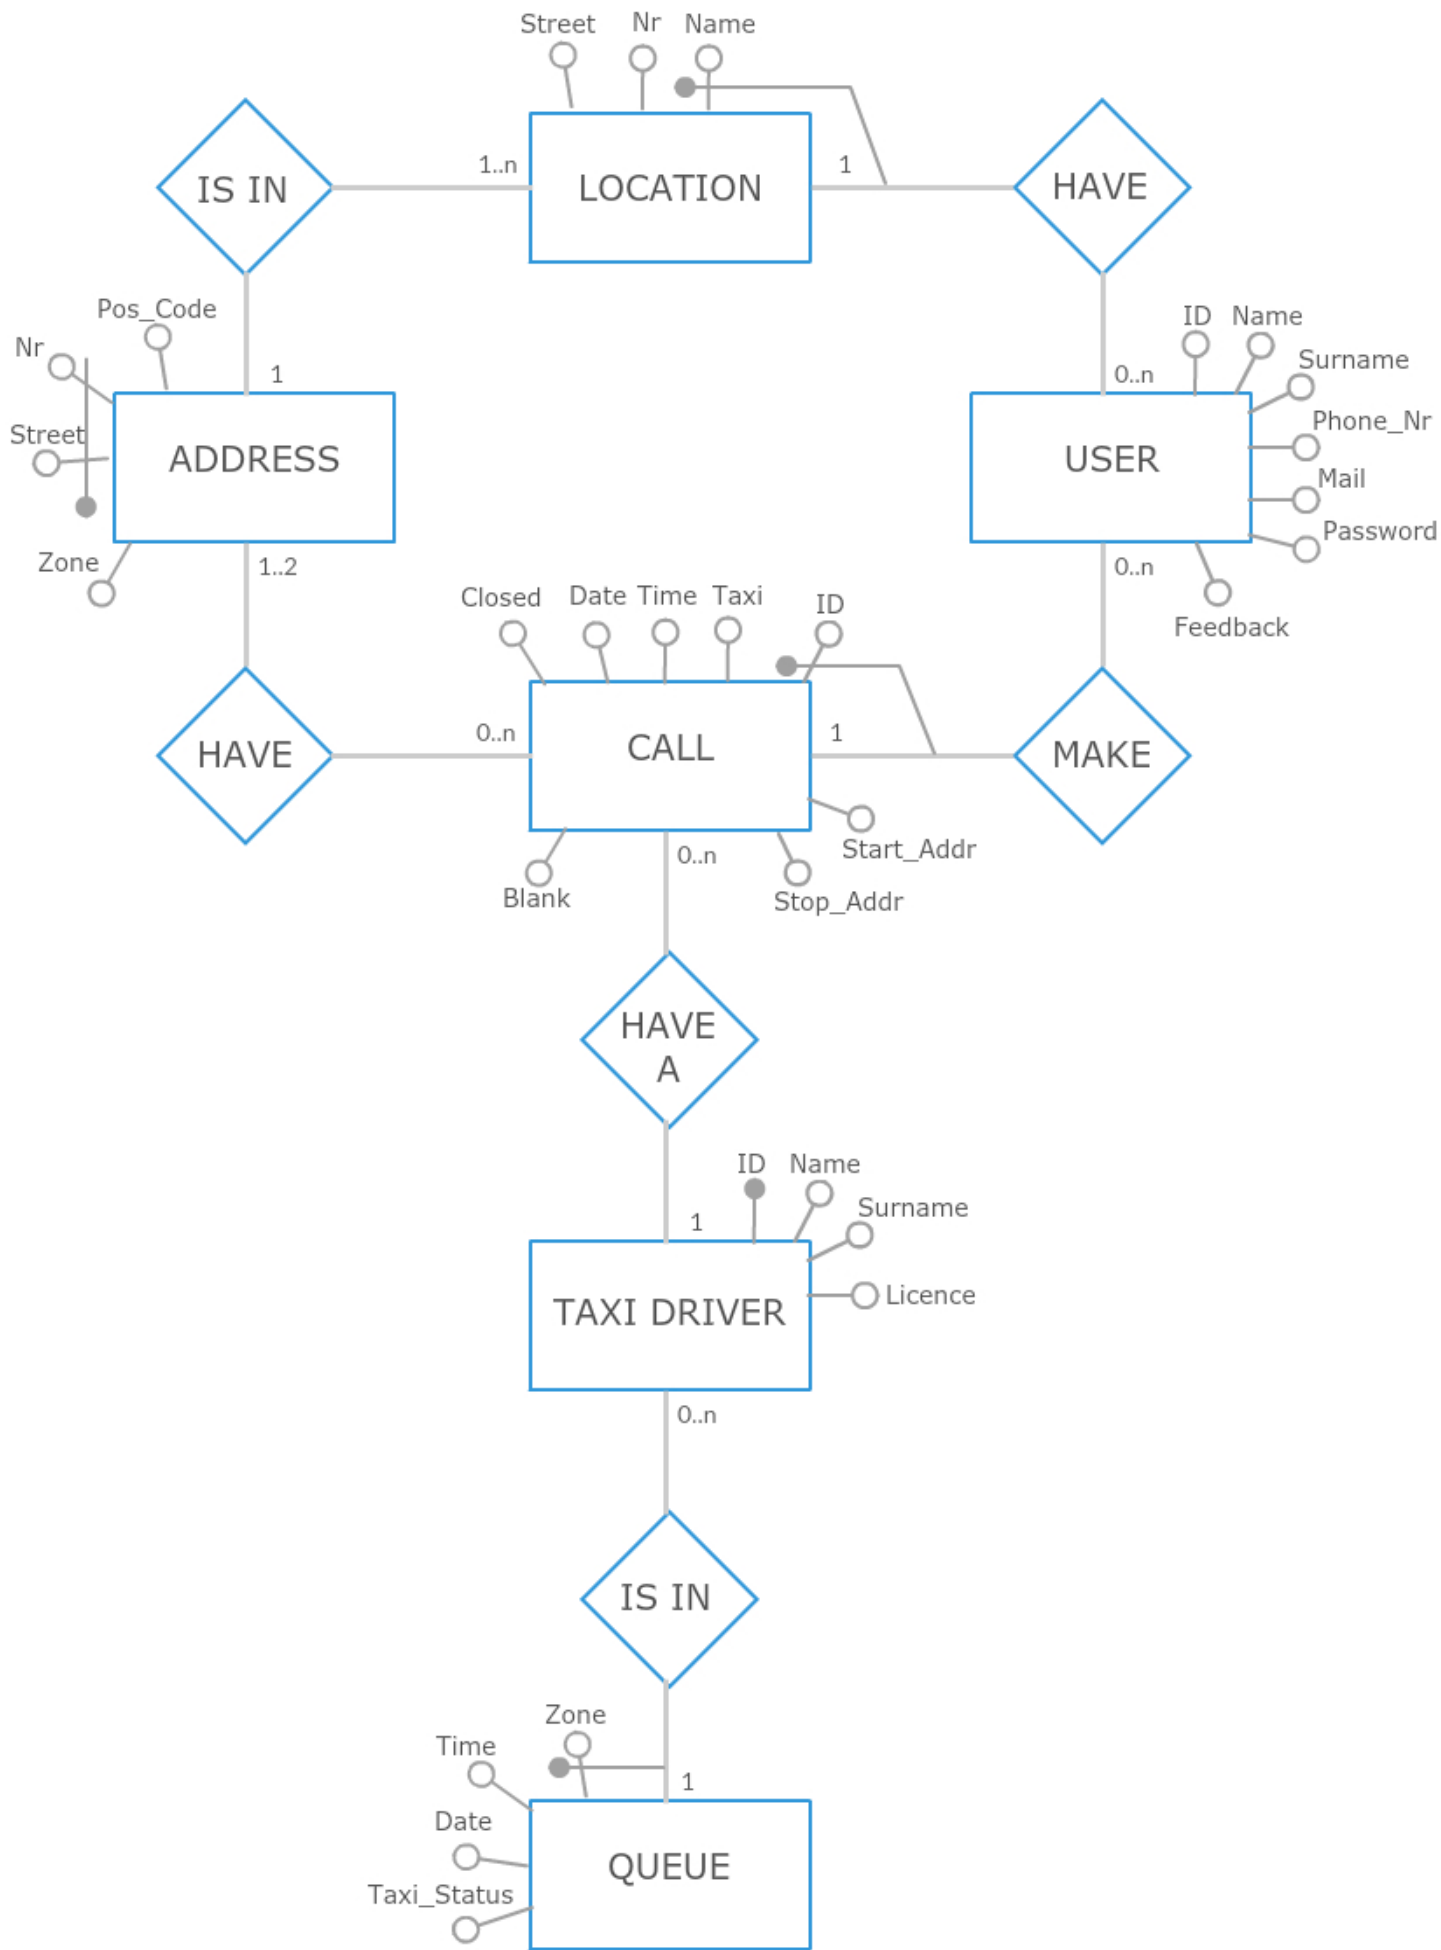 Street
Nr
Name
IS IN
1..n
LOCATION
1
HAVE
Pos_Code
Nr
1
Street
ADDRESS
Zone
1..2
ID
Name
Surname
0..n
Phone_Nr
USER
Mail
Password
0..n
Feedback
Closed
Date
Time
Taxi
ID
HAVE
0..n
CALL
1
MAKE
Start_Addr
0..n
Blank
Stop_Addr
HAVE
A
ID
Name
Surname
1
Licence
TAXI DRIVER
0..n
IS IN
Zone
Time
1
Date
QUEUE
Taxi_Status